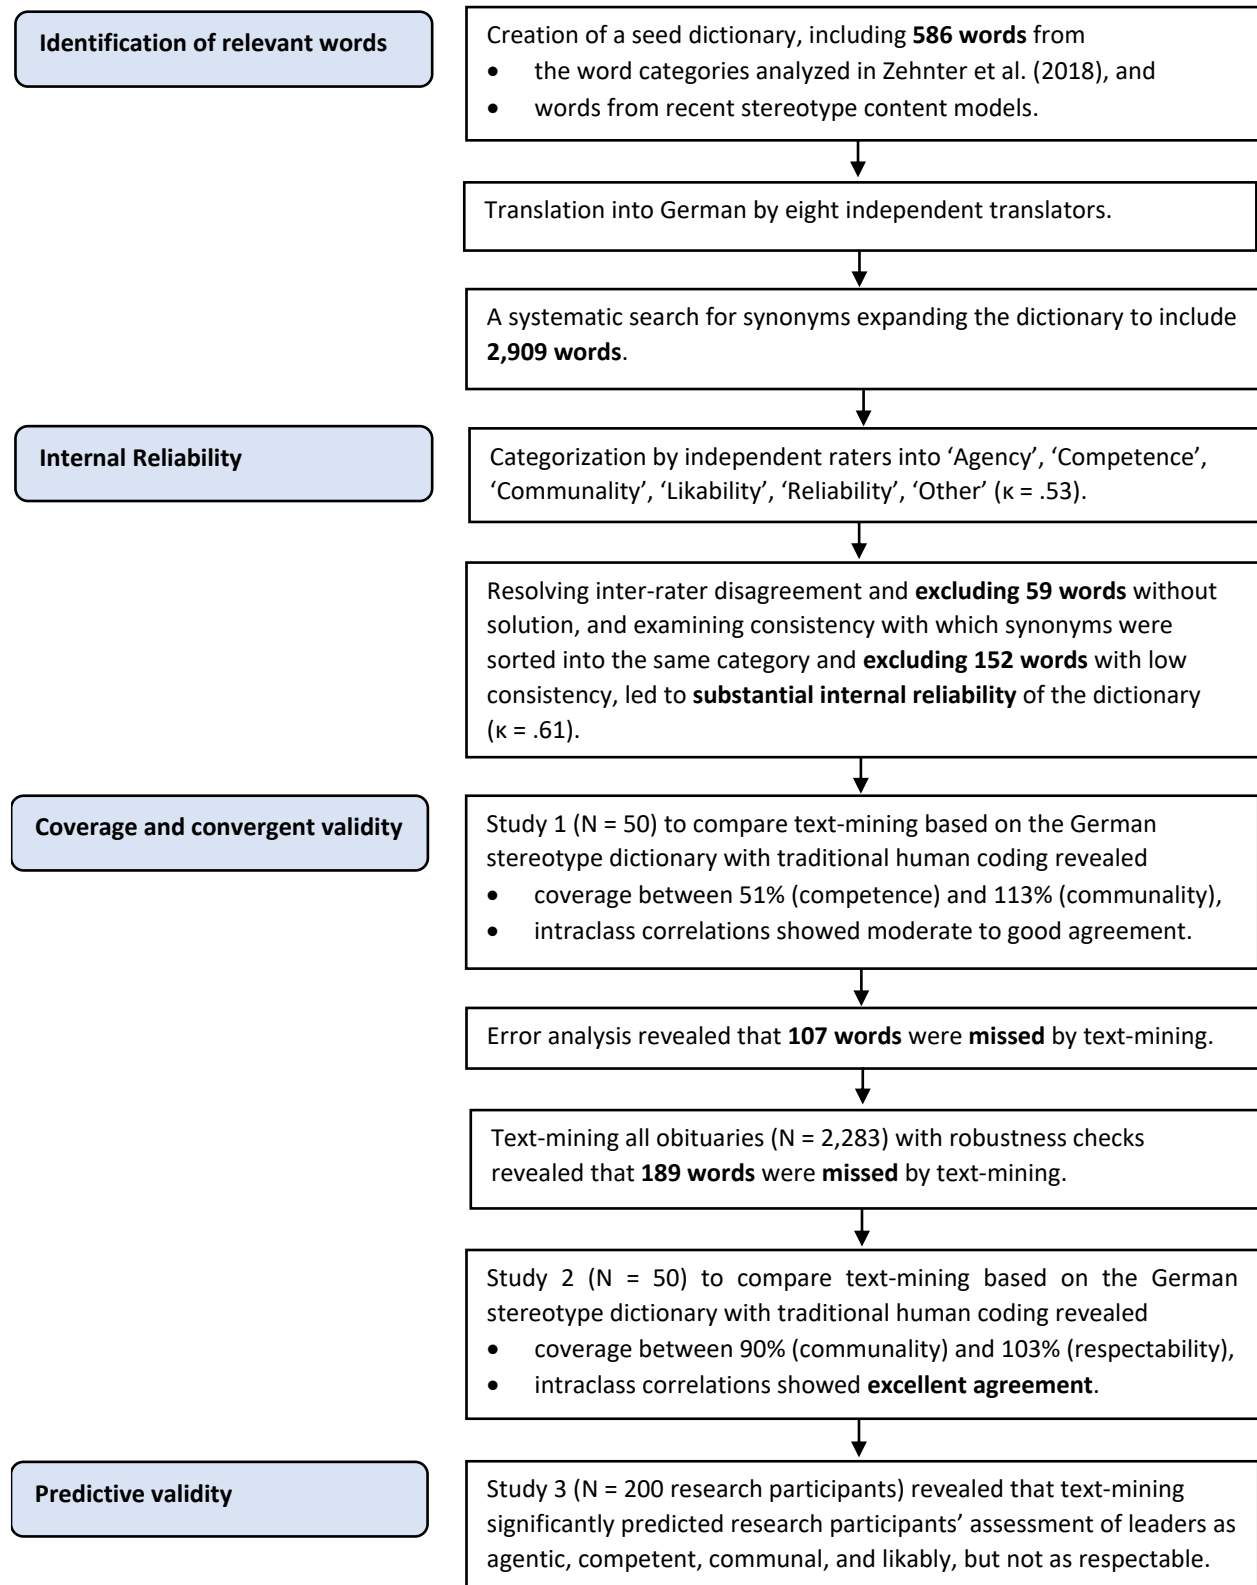 Identification of relevant words
Creation of a seed dictionary, including 586 words from
• the word categories analyzed in Zehnter et al. (2018), and
• words from recent stereotype content models.
Translation into German by eight independent translators.
A systematic search for synonyms expanding the dictionary to include
2,909 words.
Internal Reliability
Categorization by independent raters into ‘Agency’, ‘Competence’,
‘Communality’, ‘Likability’, ‘Reliability’, ‘Other’ (κ = .53).
Resolving inter-rater disagreement and excluding 59 words without
solution, and examining consistency with which synonyms were
sorted into the same category and excluding 152 words with low
consistency, led to substantial internal reliability of the dictionary
(κ = .61).
Coverage and convergent validity
Study 1 (N = 50) to compare text-mining based on the German
stereotype dictionary with traditional human coding revealed
• coverage between 51% (competence) and 113% (communality),
• intraclass correlations showed moderate to good agreement.
Error analysis revealed that 107 words were missed by text-mining.
Text-mining all obituaries (N = 2,283) with robustness checks
revealed that 189 words were missed by text-mining.
Study 2 (N = 50) to compare text-mining based on the German
stereotype dictionary with traditional human coding revealed
• coverage between 90% (communality) and 103% (respectability),
• intraclass correlations showed excellent agreement.
Predictive validity
Study 3 (N = 200 research participants) revealed that text-mining
significantly predicted research participants’ assessment of leaders as
agentic, competent, communal, and likably, but not as respectable.